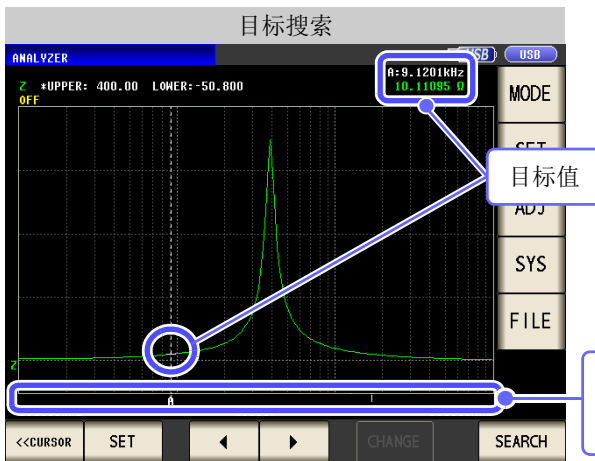 目标搜索
ANALYZER
USB
USB
Z *UPPER: 400.00 LOWER:-50.800
OFF
A:9.1201kHz
10.11095 Ω
MODE
目标值
ADJ
SYS
FILE
Z
A
<<CURSOR
SET
CHANGE
SEARCH